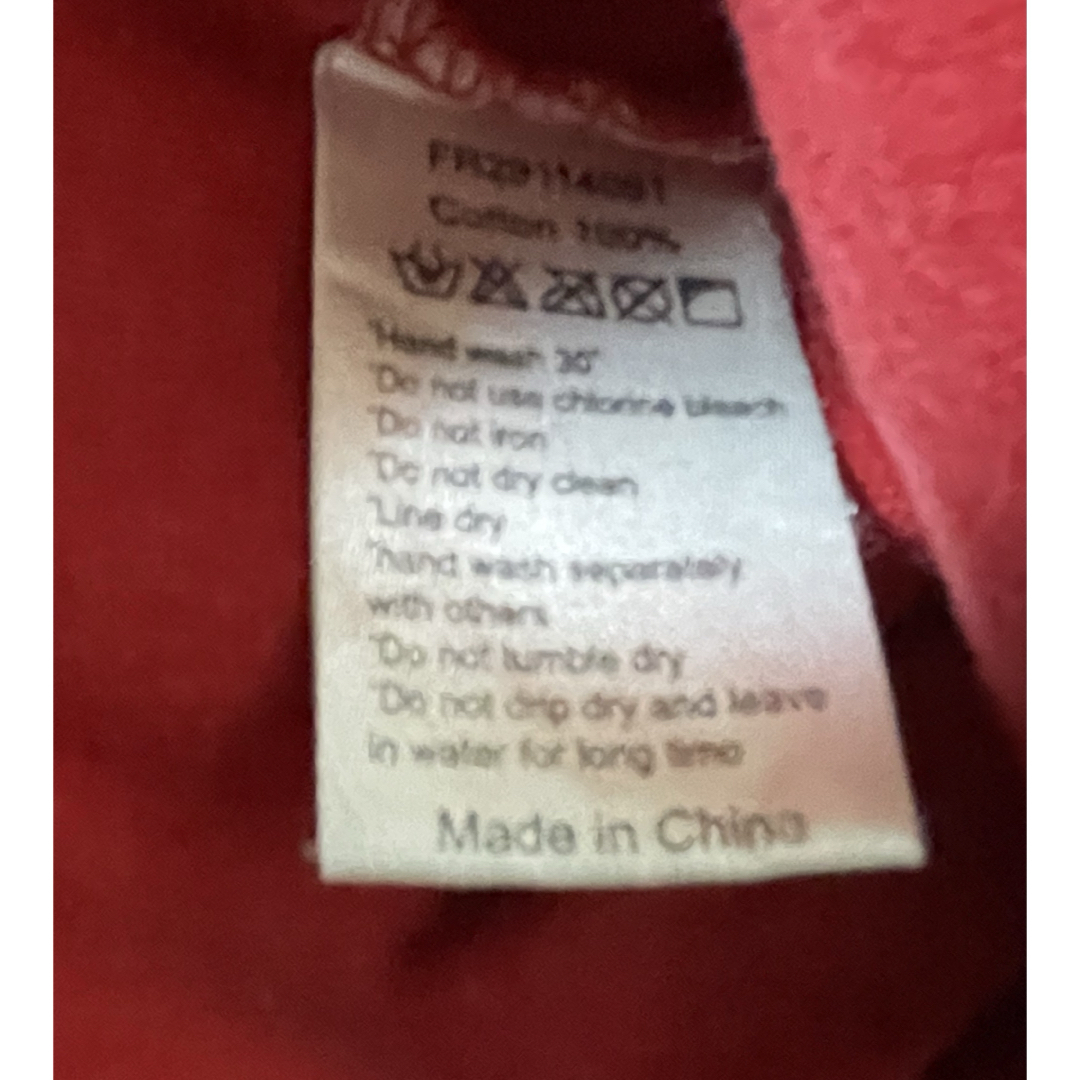 Cotton 100%
*Hand wash 30°
*Do not use chlorine bleach
*Do not iron
*Do not dry clean
*Line dry
*hand wash separately
with others
*Do not tumble dry
*Do not drip dry and leave
in water for long time
Made in China